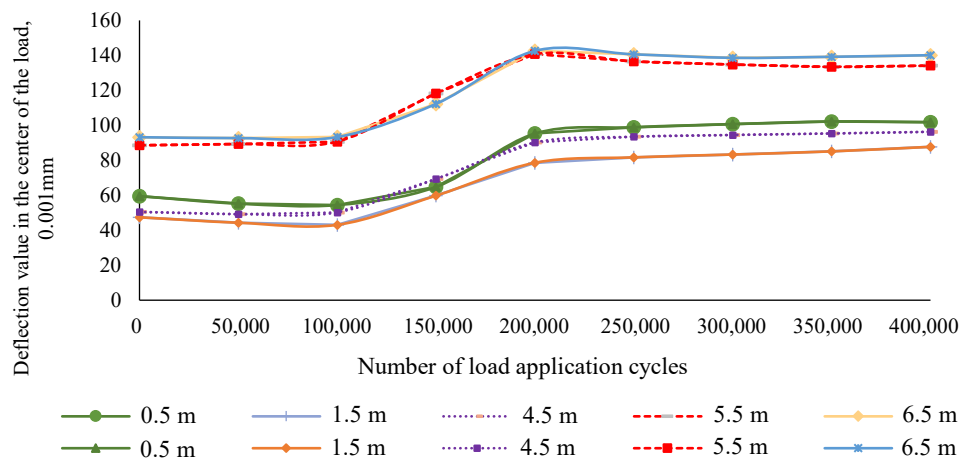 Deflection value in the center of the load,
0.001mm
160
140
120
100
80
60
40
20
0
0 50,000 100,000 150,000 200,000 250,000 300,000 350,000 400,000
Number of load application cycles
0.5 m 1.5 m 4.5 m 5.5 m 6.5 m
0.5 m 1.5 m 4.5 m 5.5 m 6.5 m